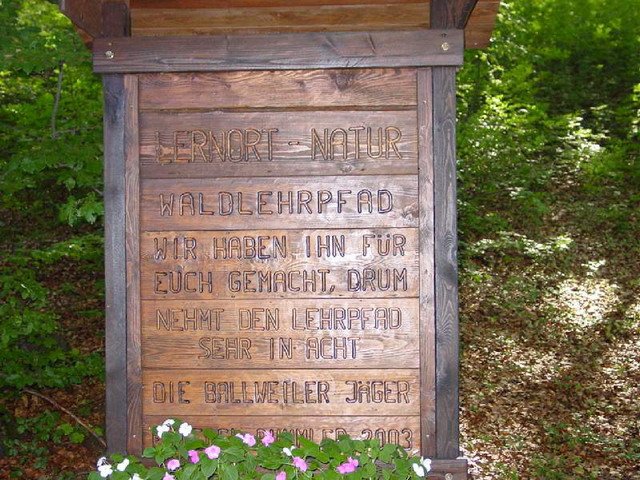 LERNORT - NATUR
WALDLEHRPFAD
WIR HABEN IHN FÜR
EUCH GEMACHT, DRUM
NEHMT DEN LEHRPFAD
SEHR IN ACHT
DIE BALLWEILER JÄGER
2003